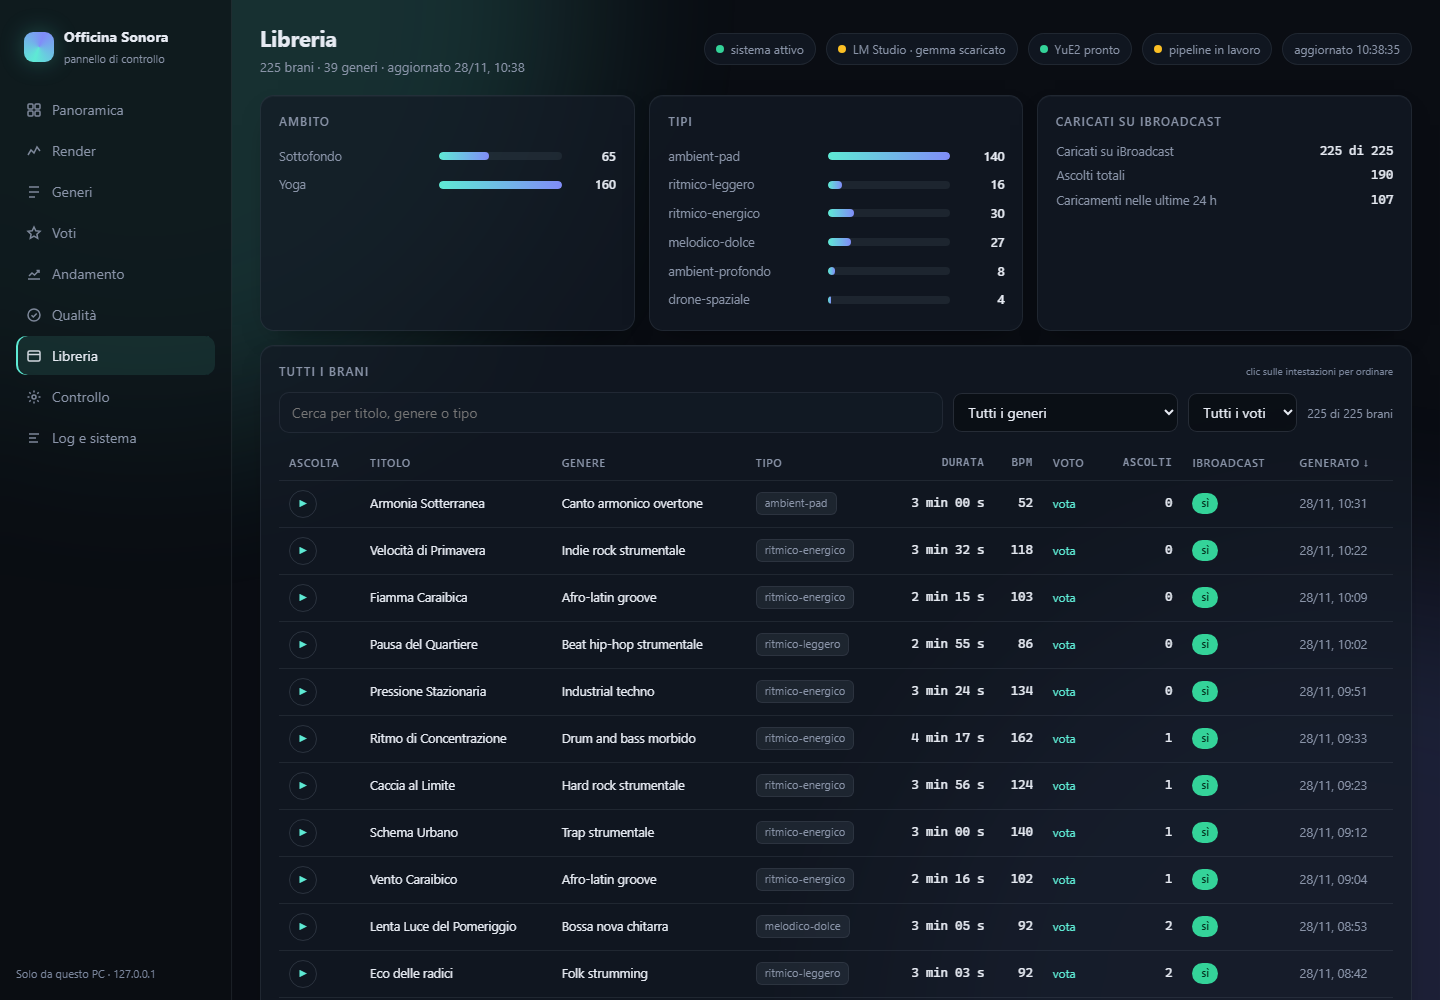 Officina Sonora
pannello di controllo
Panoramica
Render
Generi
Voti
Andamento
Qualità
Libreria
Controllo
Log e sistema
Solo da questo PC · 127.0.0.1
Libreria
225 brani · 39 generi · aggiornato 28/11, 10:38
sistema attivo
LM Studio · gemma scaricato
YuE2 pronto
pipeline in lavoro
aggiornato 10:38:35
AMBITO
Sottofondo 65
Yoga 160
TIPI
ambient-pad 140
ritmico-leggero 16
ritmico-energico 30
melodico-dolce 27
ambient-profondo 8
drone-spaziale 4
CARICATI SU IBROADCAST
Caricati su iBroadcast 225 di 225
Ascolti totali 190
Caricamenti nelle ultime 24 h 107
TUTTI I BRANI
clic sulle intestazioni per ordinare
Cerca per titolo, genere o tipo
Tutti i generi
Tutti i voti
225 di 225 brani
ASCOLTA TITOLO GENERE TIPO DURATA BPM VOTO ASCOLTI IBROADCAST GENERATO ↓
Armonia Sotterranea Canto armonico overtone ambient-pad 3 min 00 s 52 vota 0 sì 28/11, 10:31
Velocità di Primavera Indie rock strumentale ritmico-energico 3 min 32 s 118 vota 0 sì 28/11, 10:22
Fiamma Caraibica Afro-latin groove ritmico-energico 2 min 15 s 103 vota 0 sì 28/11, 10:09
Pausa del Quartiere Beat hip-hop strumentale ritmico-leggero 2 min 55 s 86 vota 0 sì 28/11, 10:02
Pressione Stazionaria Industrial techno ritmico-energico 3 min 24 s 134 vota 0 sì 28/11, 09:51
Ritmo di Concentrazione Drum and bass morbido ritmico-energico 4 min 17 s 162 vota 1 sì 28/11, 09:33
Caccia al Limite Hard rock strumentale ritmico-energico 3 min 56 s 124 vota 1 sì 28/11, 09:23
Schema Urbano Trap strumentale ritmico-energico 3 min 00 s 140 vota 1 sì 28/11, 09:12
Vento Caraibico Afro-latin groove ritmico-energico 2 min 16 s 102 vota 1 sì 28/11, 09:04
Lenta Luce del Pomeriggio Bossa nova chitarra melodico-dolce 3 min 05 s 92 vota 2 sì 28/11, 08:53
Eco delle radici Folk strumming ritmico-leggero 3 min 03 s 92 vota 2 sì 28/11, 08:42